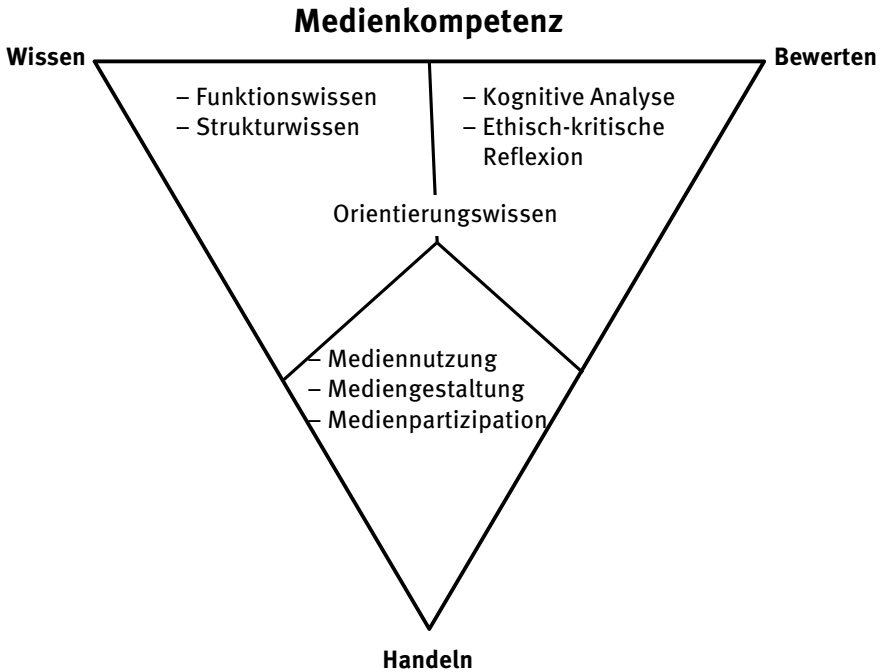 Medienkompetenz
Wissen
Bewerten
– Funktionswissen
– Strukturwissen
– Kognitive Analyse
– Ethisch-kritische
Reflexion
Orientierungswissen
– Mediennutzung
– Mediengestaltung
– Medienpartizipation
Handeln